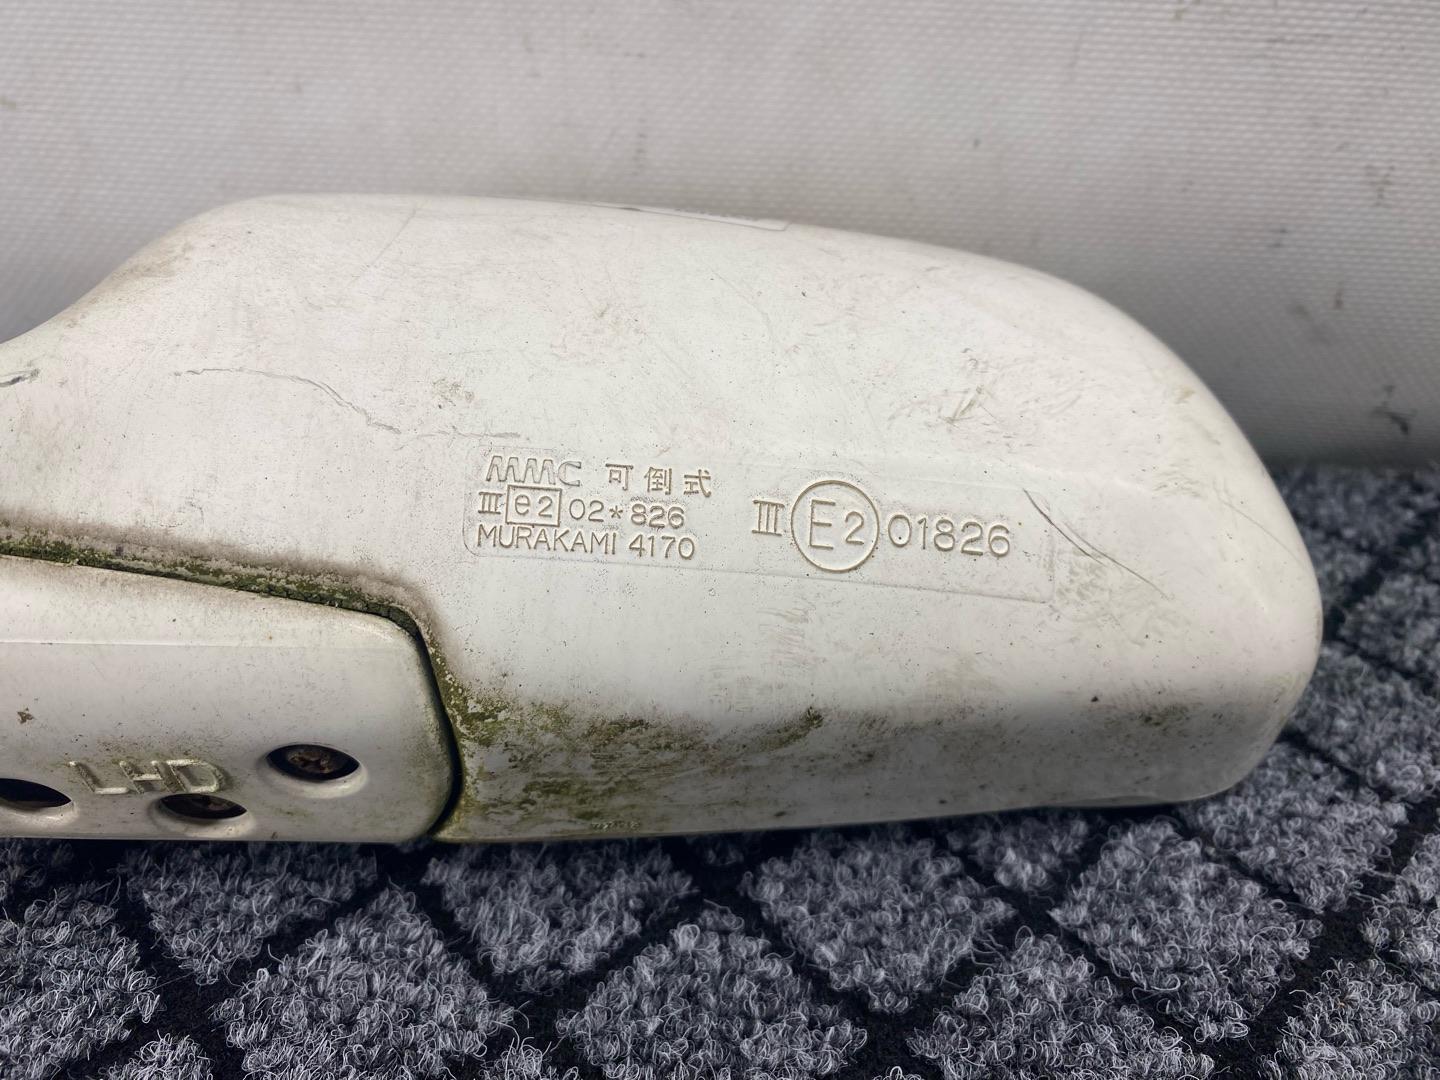 MMC 可倒式
III e2 02*826
MURAKAMI 4170
III E2 01826
LHD